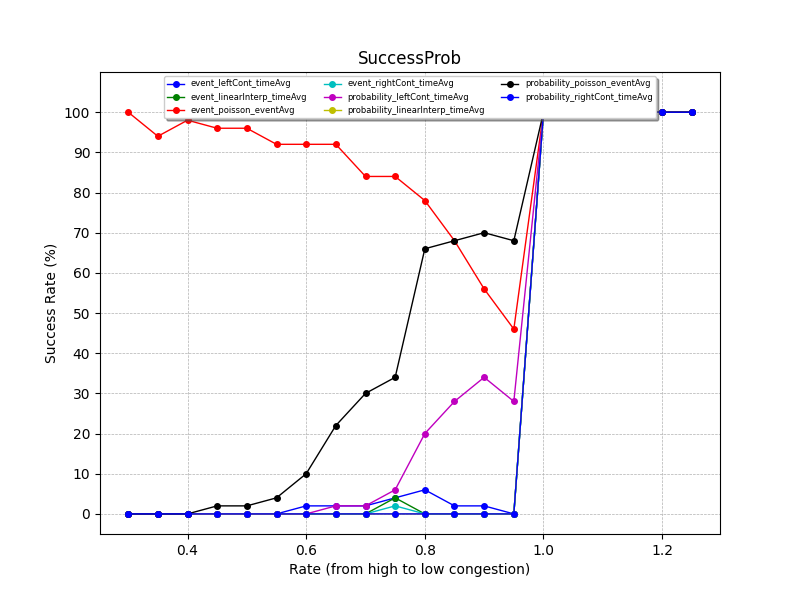 SuccessProb
event_leftCont_timeAvg
event_linearInterp_timeAvg
event_poisson_eventAvg
event_rightCont_timeAvg
probability_leftCont_timeAvg
probability_linearInterp_timeAvg
probability_poisson_eventAvg
probability_rightCont_timeAvg
100
90
80
70
60
50
40
30
20
10
0
Success Rate (%)
0.4 0.6 0.8 1.0 1.2
Rate (from high to low congestion)